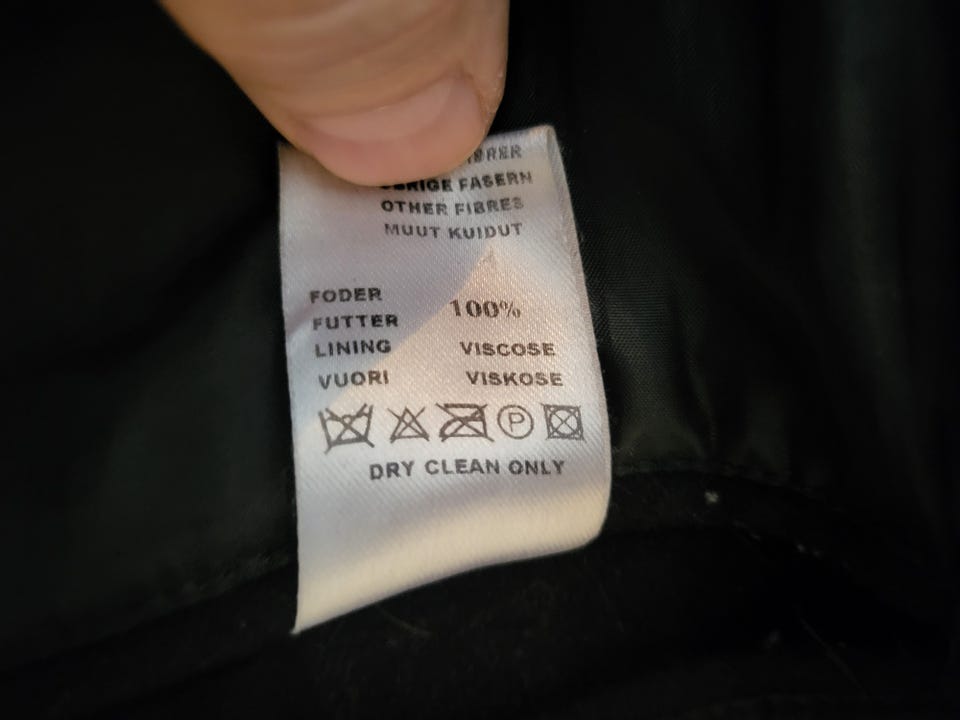 FASERN
OTHER FIBRES
MUUT KUIDUT
FODER
FUTTER 100%
LINING VISCOSE
VUORI VISKOSE
P
DRY CLEAN ONLY